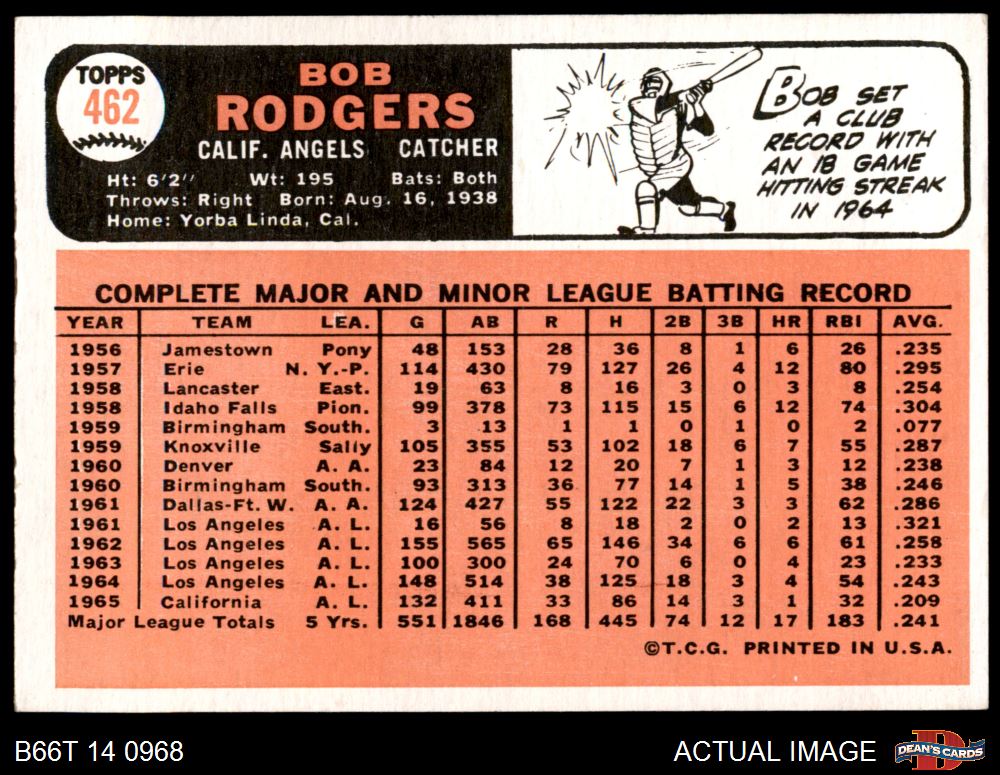 TOPPS
462
BOB
RODGERS
CALIF. ANGELS CATCHER
Ht: 6'2" Wt: 195 Bats: Both
Throws: Right Born: Aug. 16, 1938
Home: Yorba Linda, Cal.
BOB SET
A CLUB
RECORD WITH
AN 18 GAME
HITTING STREAK
IN 1964
COMPLETE MAJOR AND MINOR LEAGUE BATTING RECORD
YEAR TEAM LEA. G AB R H 2B 3B HR RBI AVG.
1956 Jamestown Pony 48 153 28 36 8 1 6 26 .235
1957 Erie N. Y.-P. 114 430 79 127 26 4 12 80 .295
1958 Lancaster East. 19 63 8 16 3 0 3 8 .254
1958 Idaho Falls Pion. 99 378 73 115 15 6 12 74 .304
1959 Birmingham South. 3 13 1 1 0 1 0 2 .077
1959 Knoxville Sally 105 355 53 102 18 6 7 55 .287
1960 Denver A. A. 23 84 12 20 7 1 3 12 .238
1960 Birmingham South. 93 313 36 77 14 1 5 38 .246
1961 Dallas-Ft. W. A. A. 124 427 55 122 22 3 3 62 .286
1961 Los Angeles A. L. 16 56 8 18 2 0 2 13 .321
1962 Los Angeles A. L. 155 565 65 146 34 6 6 61 .258
1963 Los Angeles A. L. 100 300 24 70 6 0 4 23 .233
1964 Los Angeles A. L. 148 514 38 125 18 3 4 54 .243
1965 California A. L. 132 411 33 86 14 3 1 32 .209
Major League Totals 5 Yrs. 551 1846 168 445 74 12 17 183 .241
©T.C.G. PRINTED IN U.S.A.
B66T 14 0968 ACTUAL IMAGE DEAN'S CARDS